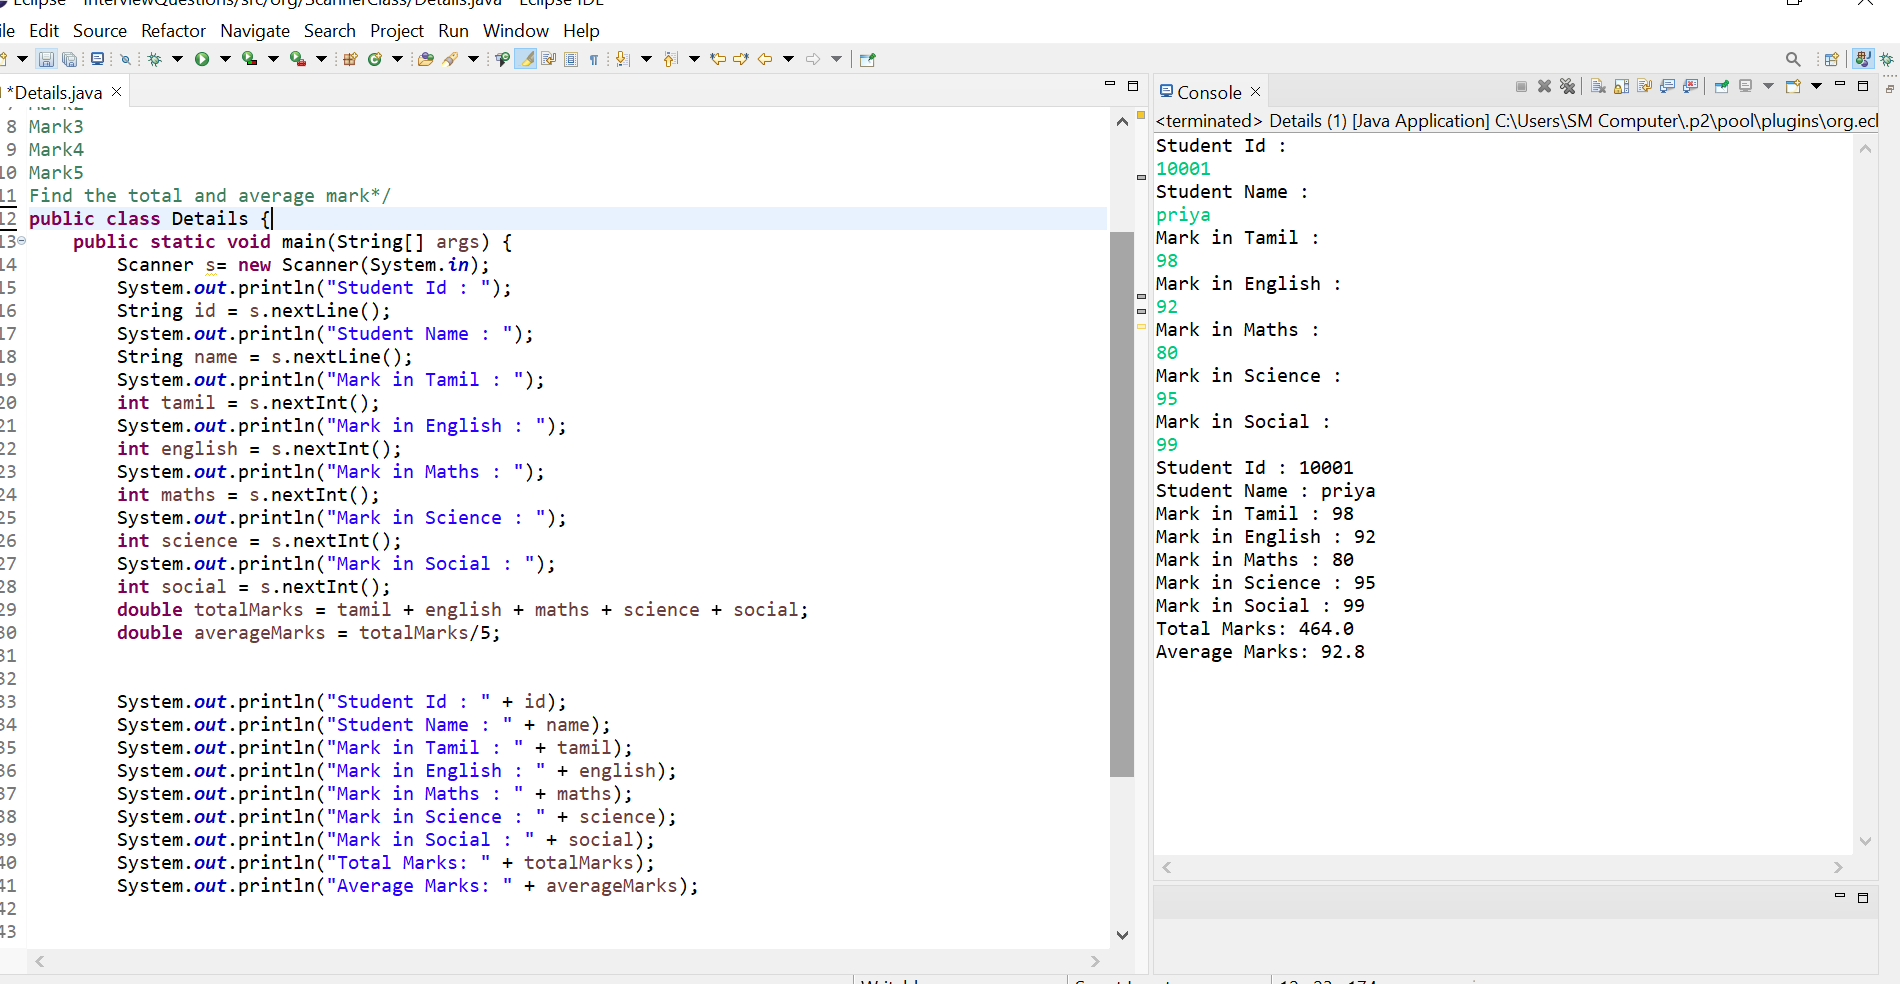 Eclipse - InterviewQuestions/src/org/ScannerClass/Details.java - Eclipse IDE
Edit Source Refactor Navigate Search Project Run Window Help
*Details.java
8 Mark3
9 Mark4
10 Mark5
11 Find the total and average mark*/
12 public class Details {
13 public static void main(String[] args) {
14 Scanner s= new Scanner(System.in);
15 System.out.println("Student Id : ");
16 String id = s.nextLine();
17 System.out.println("Student Name : ");
18 String name = s.nextLine();
19 System.out.println("Mark in Tamil : ");
20 int tamil = s.nextInt();
21 System.out.println("Mark in English : ");
22 int english = s.nextInt();
23 System.out.println("Mark in Maths : ");
24 int maths = s.nextInt();
25 System.out.println("Mark in Science : ");
26 int science = s.nextInt();
27 System.out.println("Mark in Social : ");
28 int social = s.nextInt();
29 double totalMarks = tamil + english + maths + science + social;
30 double averageMarks = totalMarks/5;
31
32
33 System.out.println("Student Id : " + id);
34 System.out.println("Student Name : " + name);
35 System.out.println("Mark in Tamil : " + tamil);
36 System.out.println("Mark in English : " + english);
37 System.out.println("Mark in Maths : " + maths);
38 System.out.println("Mark in Science : " + science);
39 System.out.println("Mark in Social : " + social);
40 System.out.println("Total Marks: " + totalMarks);
41 System.out.println("Average Marks: " + averageMarks);
42
43
Console
<terminated> Details (1) [Java Application] C:\Users\SM Computer\.p2\pool\plugins\org.ecl
Student Id :
10001
Student Name :
priya
Mark in Tamil :
98
Mark in English :
92
Mark in Maths :
80
Mark in Science :
95
Mark in Social :
99
Student Id : 10001
Student Name : priya
Mark in Tamil : 98
Mark in English : 92
Mark in Maths : 80
Mark in Science : 95
Mark in Social : 99
Total Marks: 464.0
Average Marks: 92.8